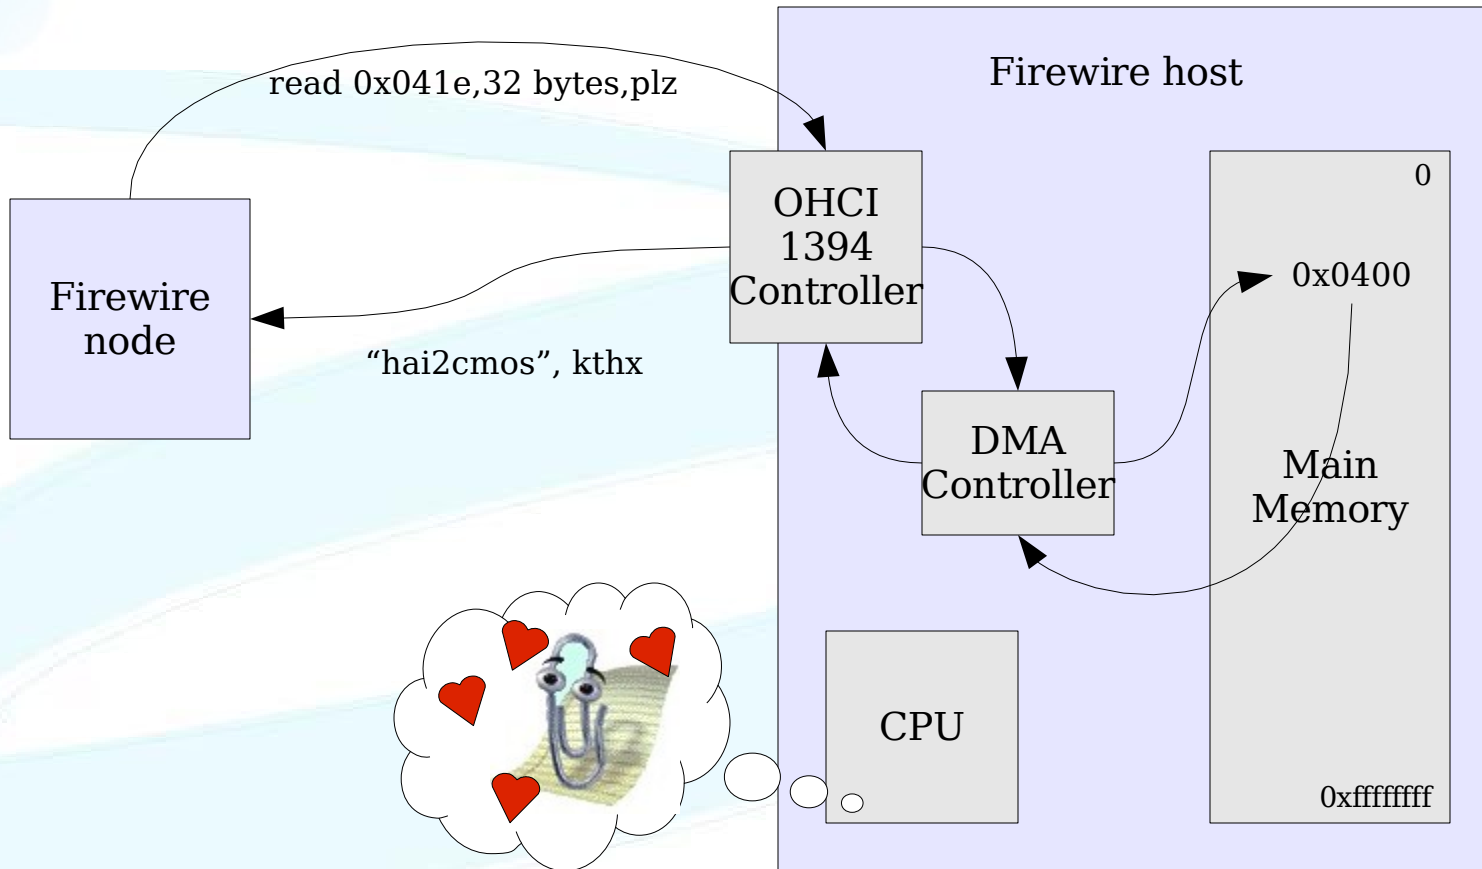 read 0x041e,32 bytes,plz
Firewire host
OHCI
1394
Controller
0
0x0400
Firewire
node
“hai2cmos”, kthx
DMA
Controller
Main
Memory
CPU
0xffffffff